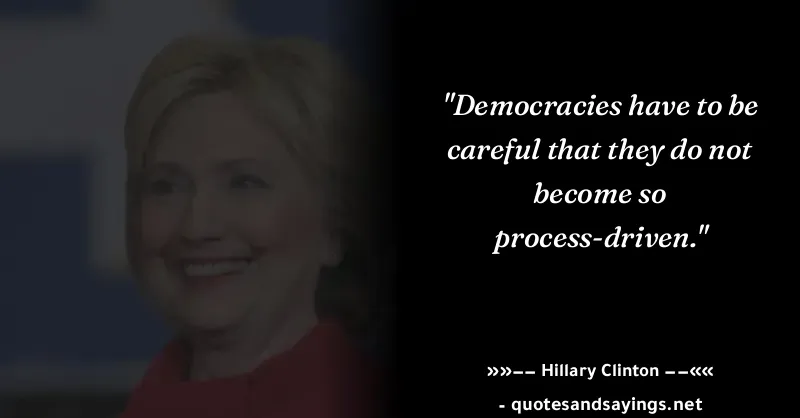 "Democracies have to be
careful that they do not
become so
process-driven."
»»–– Hillary Clinton ––««
- quotesandsayings.net